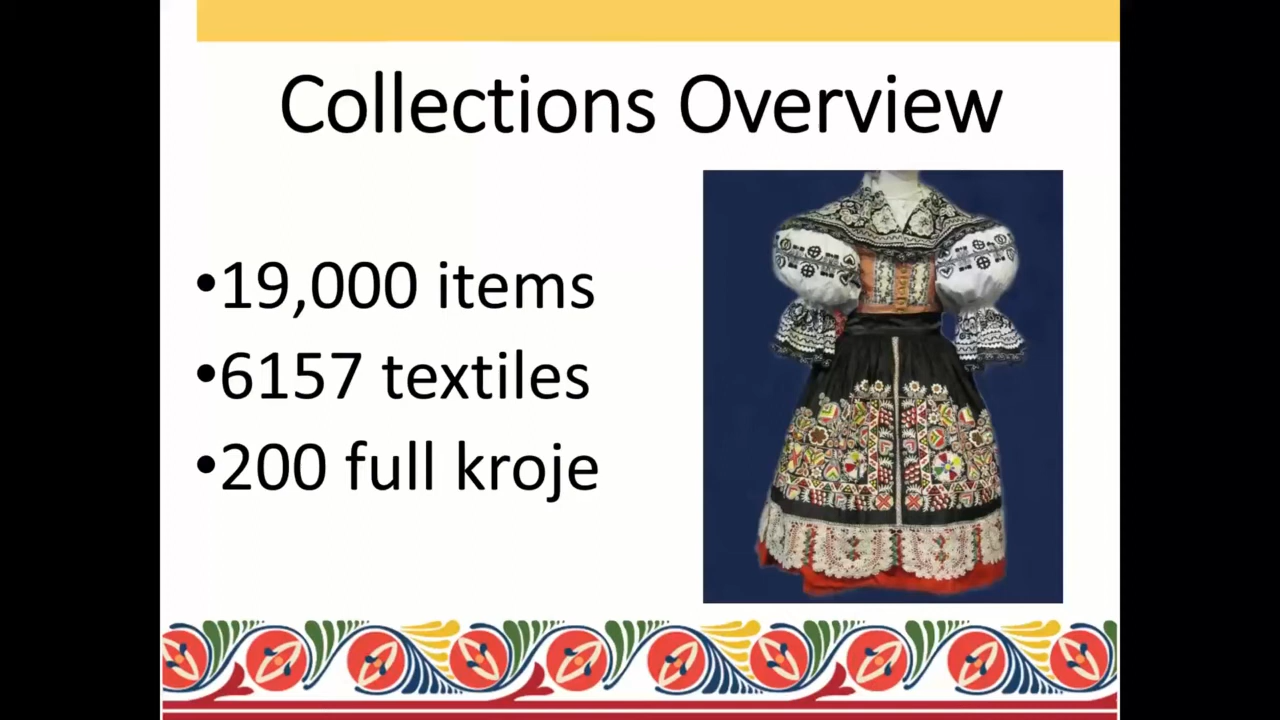 Collections Overview
•19,000 items
•6157 textiles
•200 full kroje